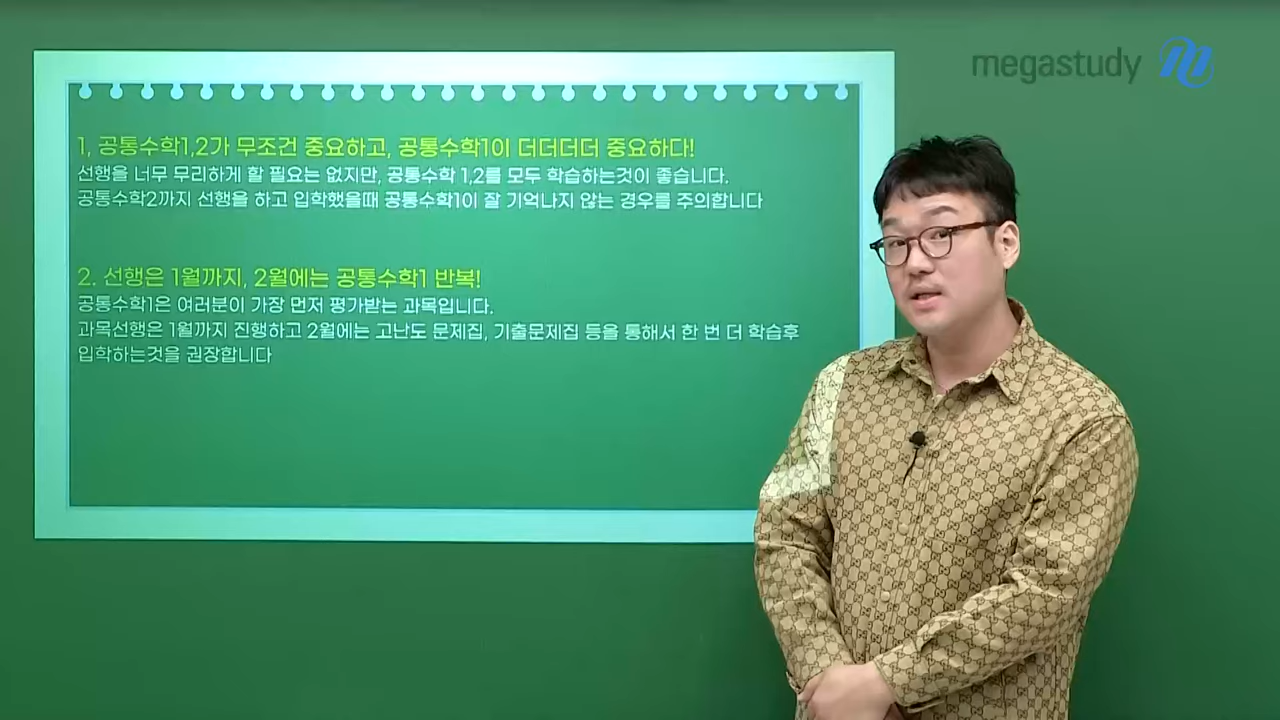 megastudy
1, 공통수학1,2가 무조건 중요하고, 공통수학1이 더더더더 중요하다!
선행을 너무 무리하게 할 필요는 없지만, 공통수학 1,2를 모두 학습하는것이 좋습니다.
공통수학2까지 선행을 하고 입학했을때 공통수학1이 잘 기억나지 않는 경우를 주의합니다
2. 선행은 1월까지, 2월에는 공통수학1 반복!
공통수학1은 여러분이 가장 먼저 평가받는 과목입니다.
과목선행은 1월까지 진행하고 2월에는 고난도 문제집, 기출문제집 등을 통해서 한 번 더 학습후
입학하는것을 권장합니다